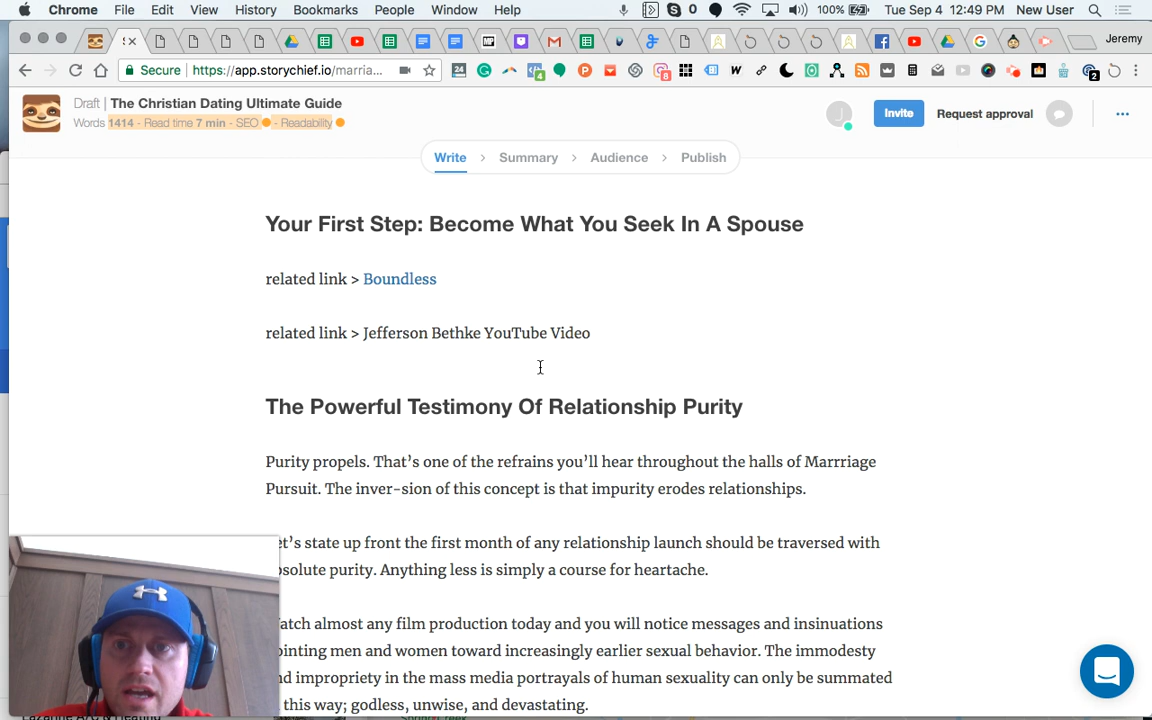 Chrome File Edit View History Bookmarks People Window Help 0 100% Tue Sep 4 12:49 PM New User
Jeremy
Secure https://app.storychief.io/marria...
Draft | The Christian Dating Ultimate Guide
Words 1414 - Read time 7 min - SEO - Readability
J Invite Request approval
Write > Summary > Audience > Publish
Your First Step: Become What You Seek In A Spouse
related link > Boundless
related link > Jefferson Bethke YouTube Video
The Powerful Testimony Of Relationship Purity
Purity propels. That’s one of the refrains you’ll hear throughout the halls of Marrriage
Pursuit. The inver-sion of this concept is that impurity erodes relationships.
et’s state up front the first month of any relationship launch should be traversed with
solute purity. Anything less is simply a course for heartache.
atch almost any film production today and you will notice messages and insinuations
ointing men and women toward increasingly earlier sexual behavior. The immodesty
nd impropriety in the mass media portrayals of human sexuality can only be summated
this way; godless, unwise, and devastating.